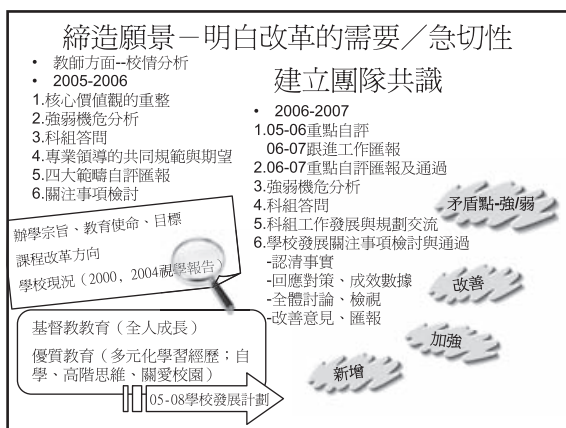 締造願景－明白改革的需要／急切性
• 教師方面--校情分析
• 2005-2006
1.核心價值觀的重整
2.強弱機危分析
3.科組答問
4.專業領導的共同規範與期望
5.四大範疇自評匯報
6.關注事項檢討
辦學宗旨、教育使命、目標
課程改革方向
學校現況（2000, 2004視學報告）
基督教教育（全人成長）
優質教育（多元化學習經歷；自
學、高階思維、關愛校園）
05-08學校發展計劃
建立團隊共識
• 2006-2007
1.05-06重點自評
06-07跟進工作匯報
2.06-07重點自評匯報及通過
3.強弱機危分析
4.科組答問
5.科組工作發展與規劃交流
6.學校發展關注事項檢討與通過
-認清事實
-回應對策、成效數據
-全體討論、檢視
-改善意見、匯報
矛盾點-強/弱
改善
加強
新增